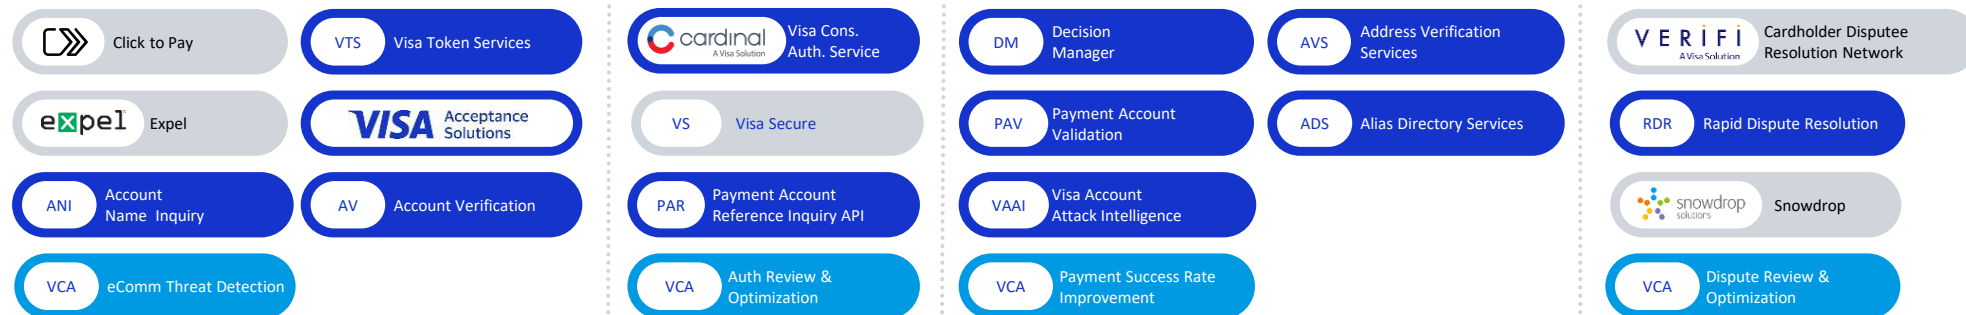 Click to Pay
VTS Visa Token Services
expel Expel
VISA Acceptance
Solutions
ANI Account
Name Inquiry
AV Account Verification
VCA eComm Threat Detection
cardinal
A Visa Solution
Visa Cons.
Auth. Service
VS Visa Secure
PAR Payment Account
Reference Inquiry API
VCA Auth Review &
Optimization
DM Decision
Manager
AVS Address Verification
Services
PAV Payment Account
Validation
ADS Alias Directory Services
VAAI Visa Account
Attack Intelligence
VCA Payment Success Rate
Improvement
VERIFI
A Visa Solution
Cardholder Disputee
Resolution Network
RDR Rapid Dispute Resolution
snowdrop
solutions
Snowdrop
VCA Dispute Review &
Optimization